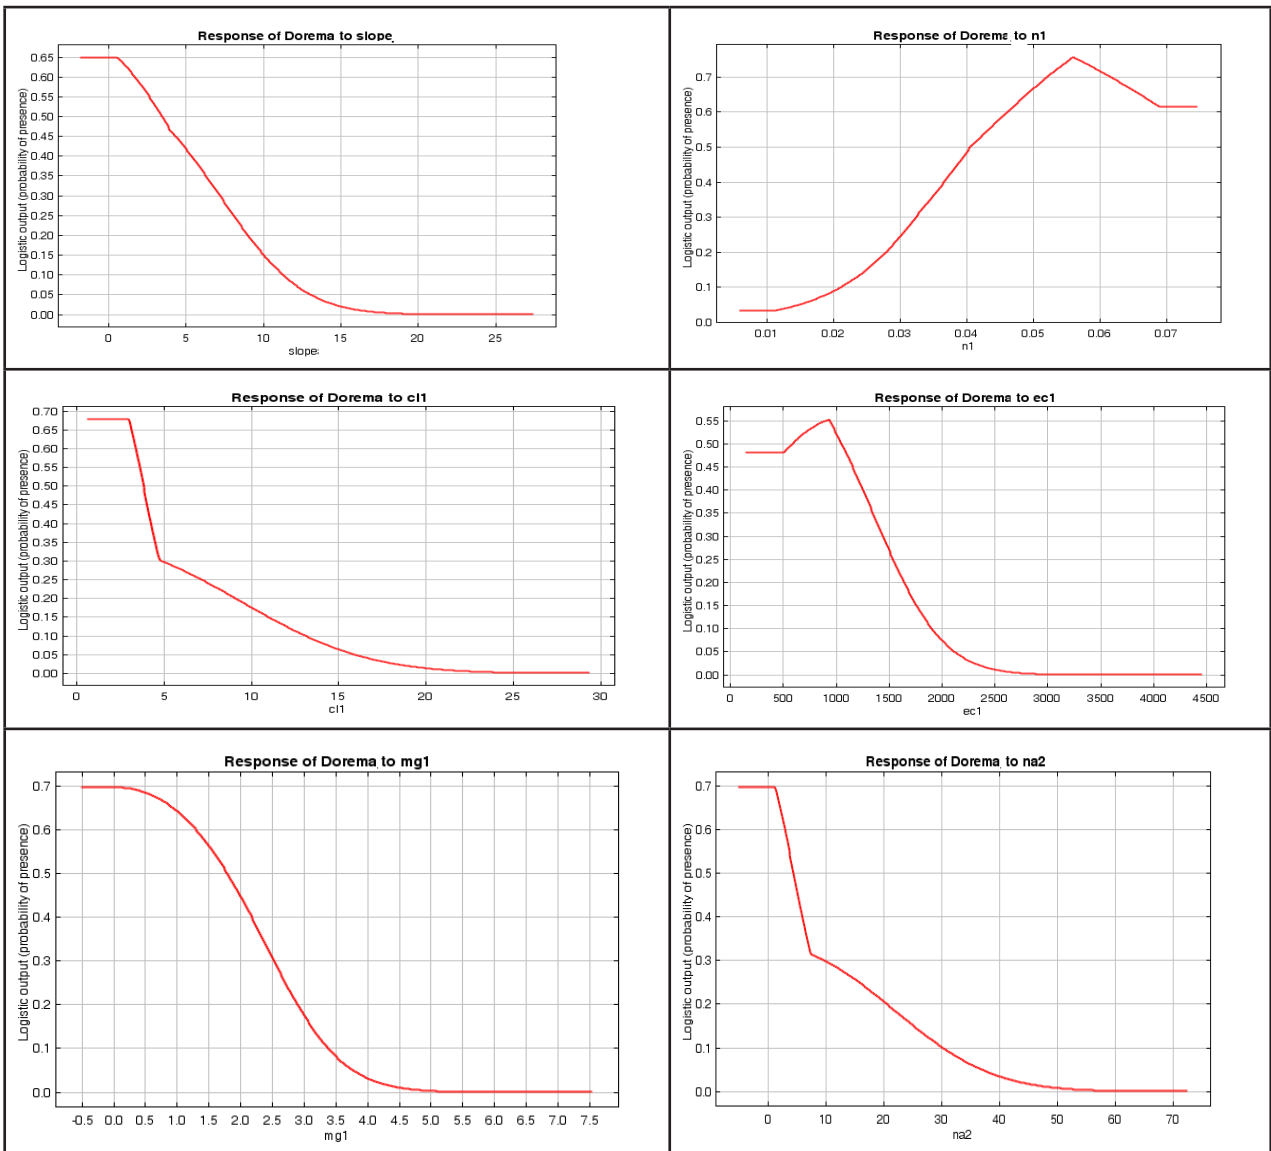 Response of Dorema to slope
Logistic output (probability of presence)
0.65
0.60
0.55
0.50
0.45
0.40
0.35
0.30
0.25
0.20
0.15
0.10
0.05
0.00
0 5 10 15 20 25
slope
Response of Dorema to n1
Logistic output (probability of presence)
0.7
0.6
0.5
0.4
0.3
0.2
0.1
0.0
0.01 0.02 0.03 0.04 0.05 0.06 0.07
n1
Response of Dorema to cl1
Logistic output (probability of presence)
0.70
0.65
0.60
0.55
0.50
0.45
0.40
0.35
0.30
0.25
0.20
0.15
0.10
0.05
0.00
0 5 10 15 20 25 30
cl1
Response of Dorema to ec1
Logistic output (probability of presence)
0.55
0.50
0.45
0.40
0.35
0.30
0.25
0.20
0.15
0.10
0.05
0.00
0 500 1000 1500 2000 2500 3000 3500 4000 4500
ec1
Response of Dorema to mg1
Logistic output (probability of presence)
0.7
0.6
0.5
0.4
0.3
0.2
0.1
0.0
-0.5 0.0 0.5 1.0 1.5 2.0 2.5 3.0 3.5 4.0 4.5 5.0 5.5 6.0 6.5 7.0 7.5
mg1
Response of Dorema to na2
Logistic output (probability of presence)
0.7
0.6
0.5
0.4
0.3
0.2
0.1
0.0
0 10 20 30 40 50 60 70
na2